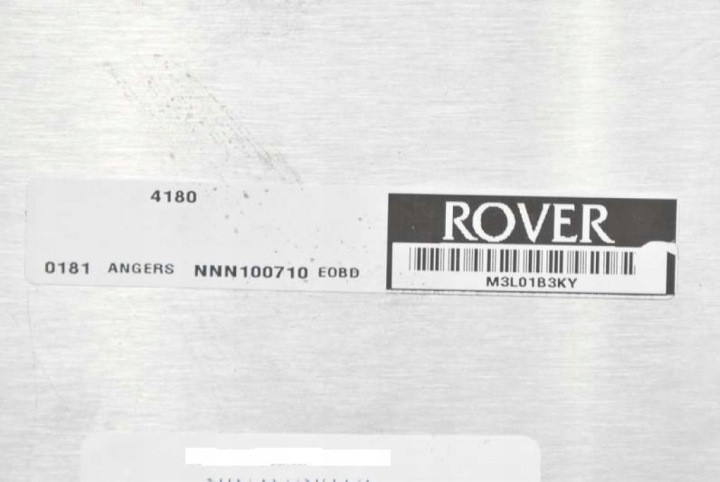 4180
ROVER
0181 ANGERS NNN100710 EOBD
M3L01B3KY